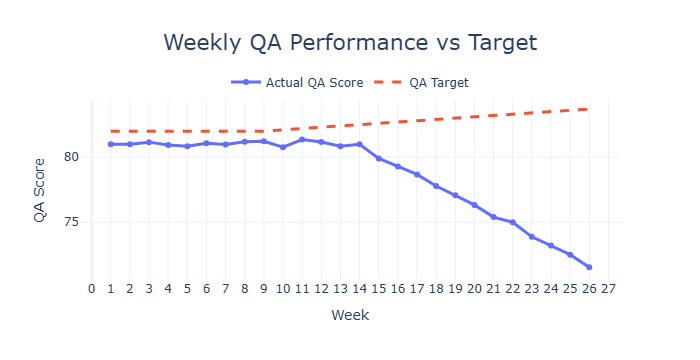 Weekly QA Performance vs Target
Actual QA Score QA Target
80
75
QA Score
0 1 2 3 4 5 6 7 8 9 10 11 12 13 14 15 16 17 18 19 20 21 22 23 24 25 26 27
Week